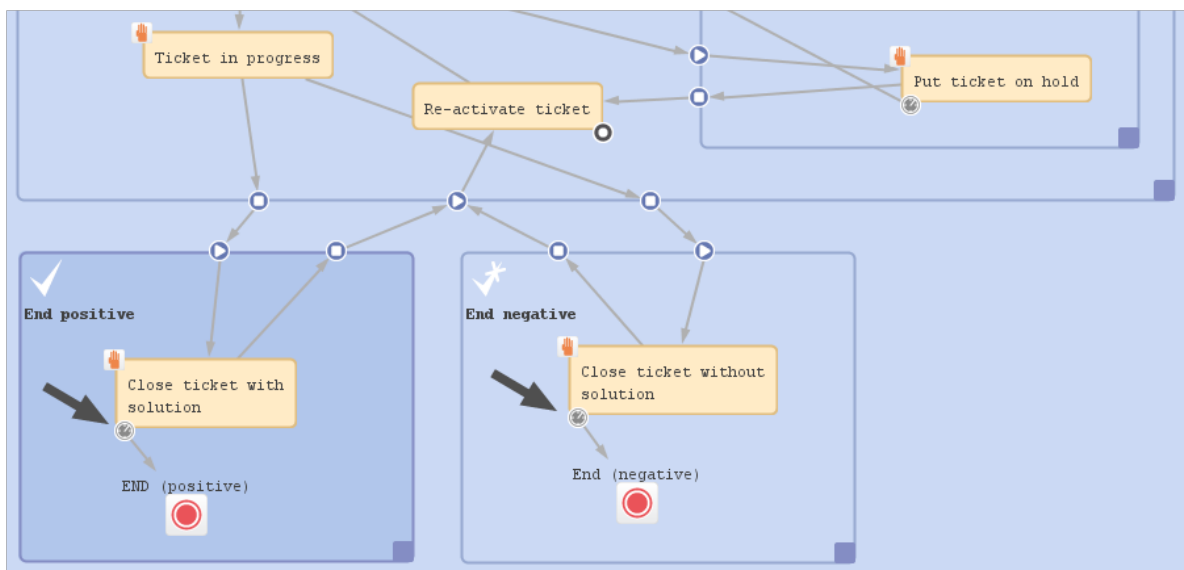 Ticket in progress
Put ticket on hold
Re-activate ticket
End positive
End negative
Close ticket with
solution
Close ticket without
solution
END (positive)
End (negative)